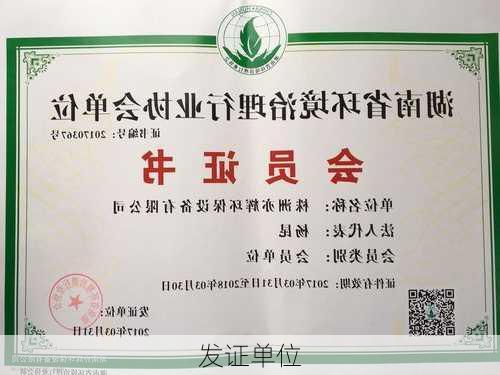 湖南省环境治理行业协会单位
证书编号:20170367号
会员证书
单位名称:株洲亦辉环保设备有限公司
法人代表:杨昆
会员类别:会员单位
证件有效期:2017年03月31日至2018年03月30日
发证单位:
2017年03月31日
发证单位